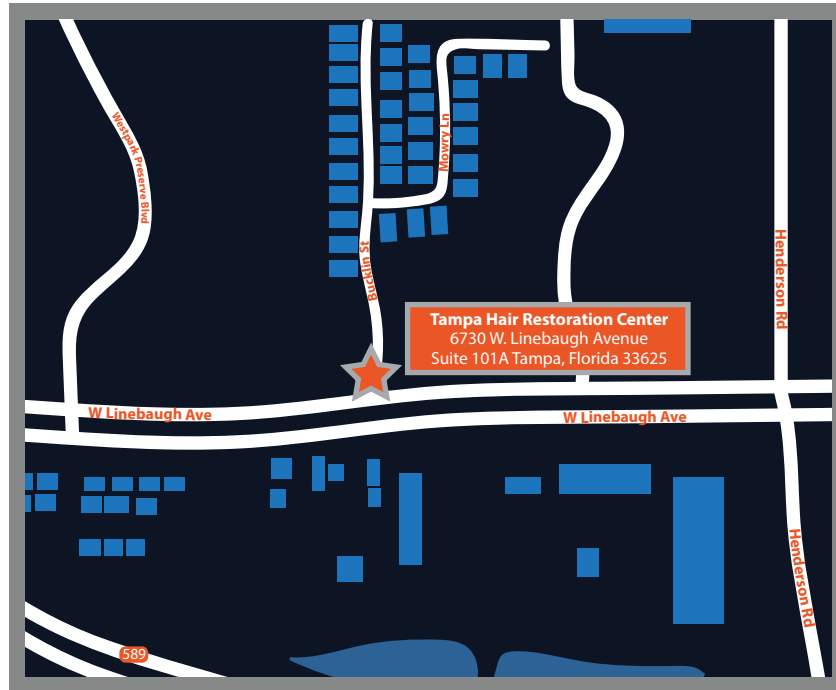 Westpark Preserve Blvd
Mowry Ln
Bucklin St
Henderson Rd
Tampa Hair Restoration Center
6730 W. Linebaugh Avenue
Suite 101A Tampa, Florida 33625
W Linebaugh Ave
W Linebaugh Ave
Henderson Rd
589